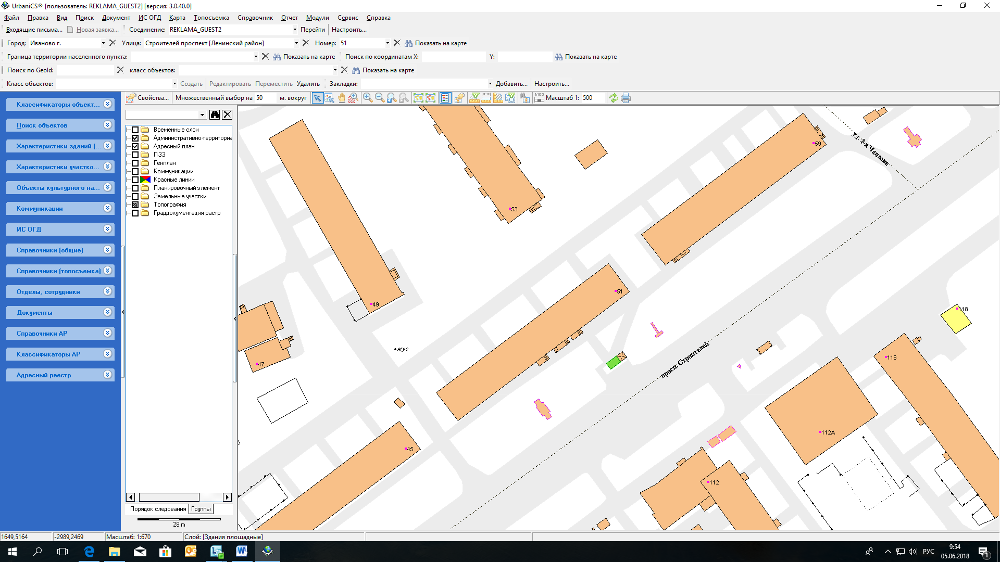 UrbaniCS® [пользователь: REKLAMA_GUEST2] [версия: 3.0.40.0]
Файл Правка Вид Поиск Документ ИС ОГД Карта Топосъемка Справочник Отчет Модули Сервис Справка
Входящие письма... Новая заявка... Соединение: REKLAMA_GUEST2 Перейти Настроить...
Город: Иваново г. Улица: Строителей проспект [Ленинский район] Номер: 51 Показать на карте
Граница территории населенного пункта: Показать на карте Поиск по координатам X: Y: Показать на карте
Поиск по GeoId: класс объектов: Показать на карте
Класс объектов: Создать Редактировать Переместить Удалить Закладки: Добавить... Настроить...
Свойства... Множественный выбор на 50 м. вокруг 1:100 Масштаб 1: 500
Классификаторы объект...
Поиск объектов
Характеристики зданий (...
Характеристики участко...
Объекты культурного на...
Коммуникации
ИС ОГД
Справочники (общие)
Справочники (топосъемка)
Отделы, сотрудники
Документы
Справочники АР
Классификаторы АР
Адресный реестр
Временные слои
Административно-территориа
Адресный план
ПЗЗ
Генплан
Коммуникации
Красные линии
Планировочный элемент
Земельные участки
Топография
Граддокументация растр
Порядок следования Группы
28 m
59
ул. 2-я Чапаева
53
51
49
118
мус
просп. Строителей
116
47
112А
45
112
1649,5164 -2989,2469 Масштаб: 1:670 Слой: [Здания площадные]
РУС 9:54
05.06.2018
1